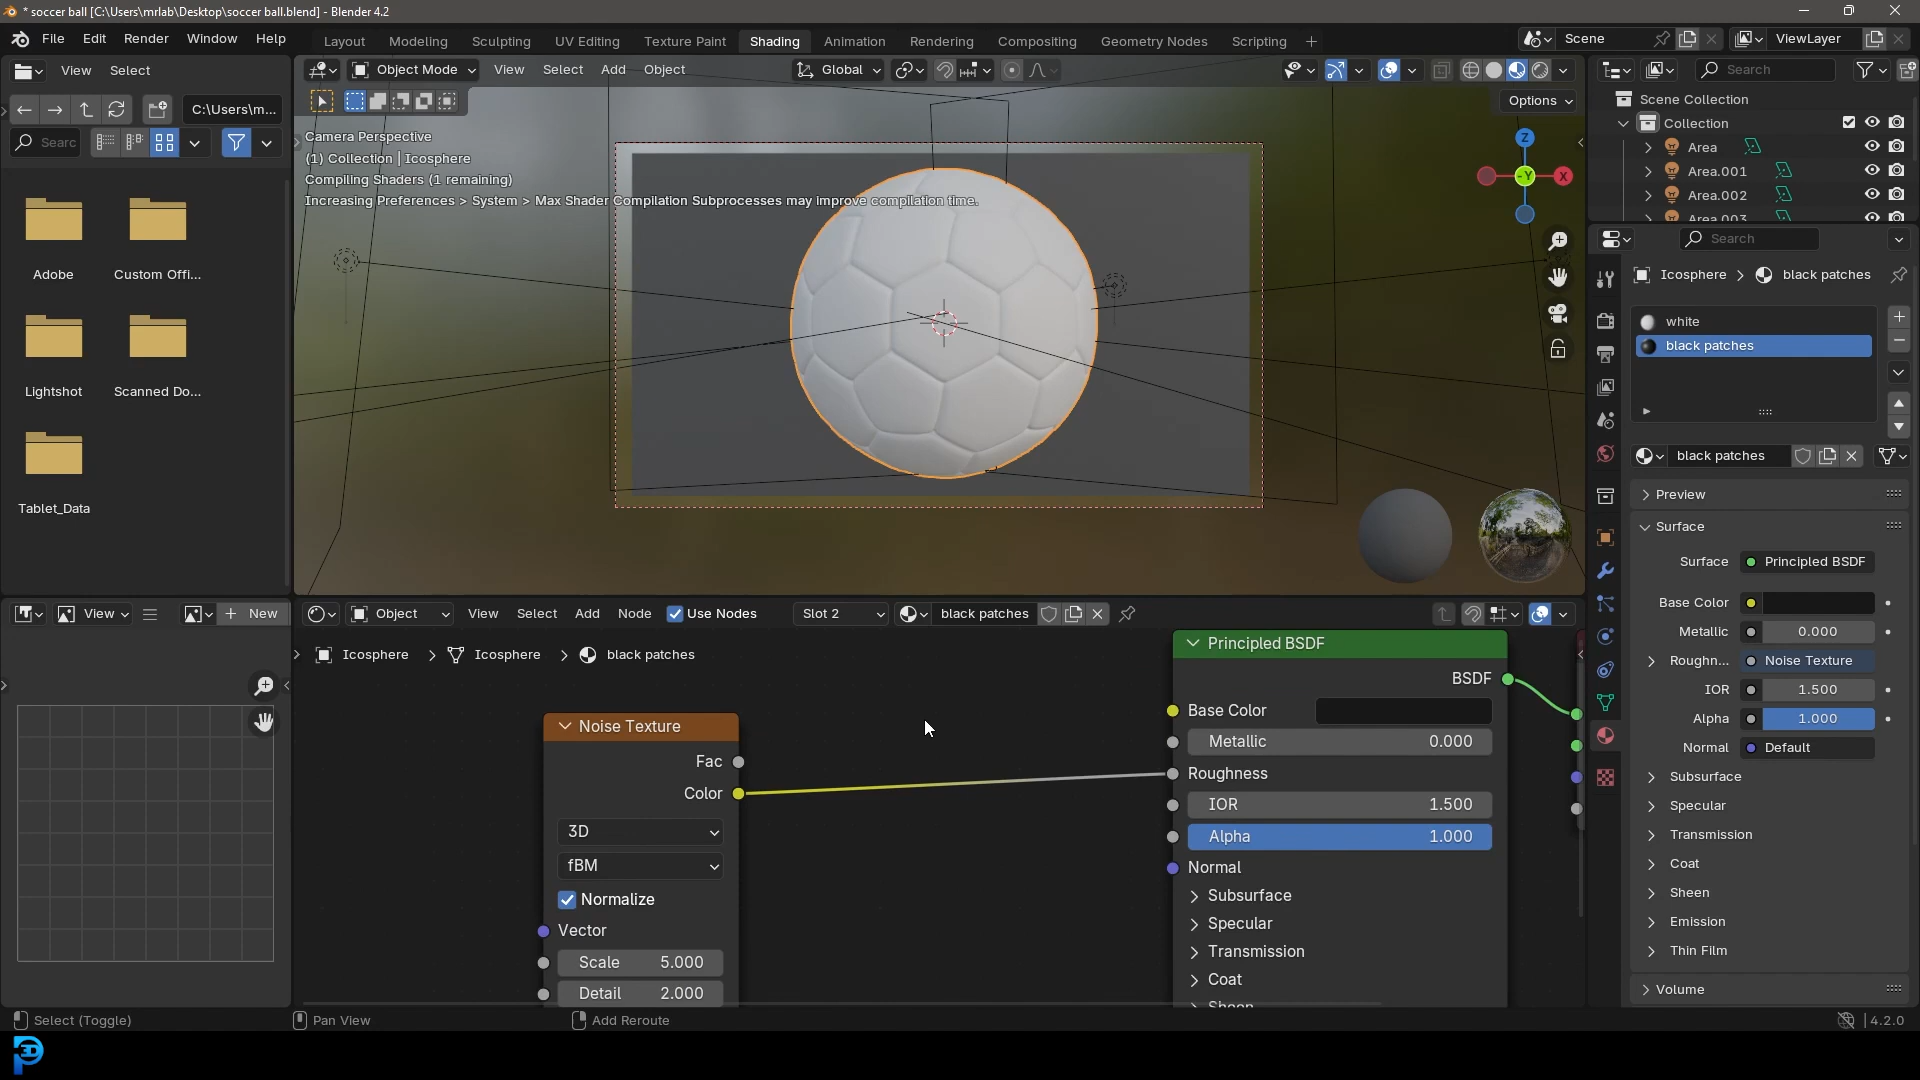 * soccer ball [C:\Users\mrlab\Desktop\soccer ball.blend] - Blender 4.2
File Edit Render Window Help
Layout Modeling Sculpting UV Editing Texture Paint Shading Animation Rendering Compositing Geometry Nodes Scripting
Scene
ViewLayer
View Select
C:\Users\m...
Searc
Adobe
Custom Offi...
Lightshot
Scanned Do...
Tablet_Data
Object Mode View Select Add Object
Global
Options
Camera Perspective
(1) Collection | Icosphere
Compiling Shaders (1 remaining)
Increasing Preferences > System > Max Shader Compilation Subprocesses may improve compilation time.
Z
-Y
X
Search
Scene Collection
Collection
Area
Area.001
Area.002
Area.003
Search
Icosphere > black patches
white
black patches
black patches
Preview
Surface
Surface Principled BSDF
Base Color
Metallic 0.000
Roughn... Noise Texture
IOR 1.500
Alpha 1.000
Normal Default
Subsurface
Specular
Transmission
Coat
Sheen
Emission
Thin Film
Volume
View
New
Object View Select Add Node Use Nodes Slot 2 black patches
Icosphere > Icosphere > black patches
Noise Texture
Fac
Color
3D
fBM
Normalize
Vector
Scale 5.000
Detail 2.000
Principled BSDF
BSDF
Base Color
Metallic 0.000
Roughness
IOR 1.500
Alpha 1.000
Normal
Subsurface
Specular
Transmission
Coat
Sheen
Select (Toggle)
Pan View
Add Reroute
4.2.0